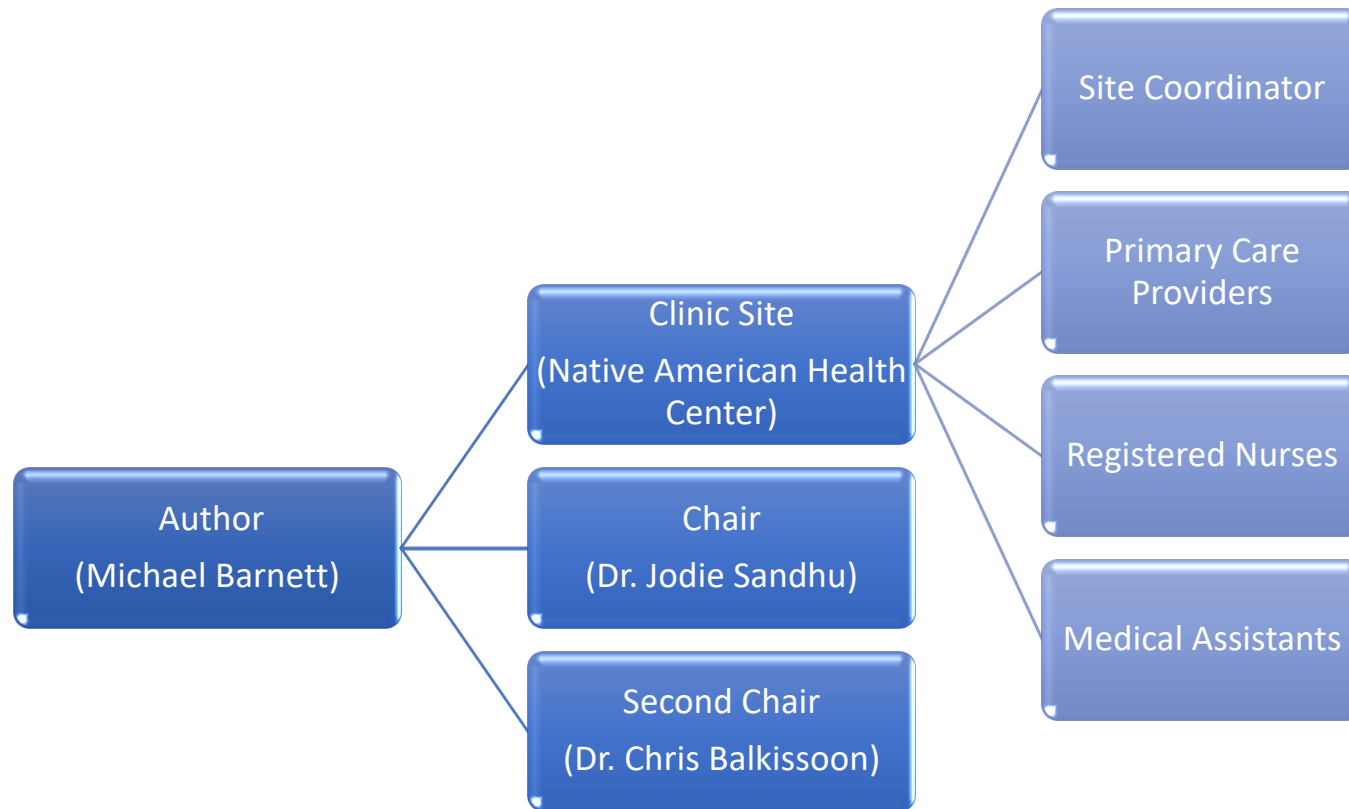 Author
(Michael Barnett)
Clinic Site
(Native American Health
Center)
Chair
(Dr. Jodie Sandhu)
Second Chair
(Dr. Chris Balkissoon)
Site Coordinator
Primary Care
Providers
Registered Nurses
Medical Assistants